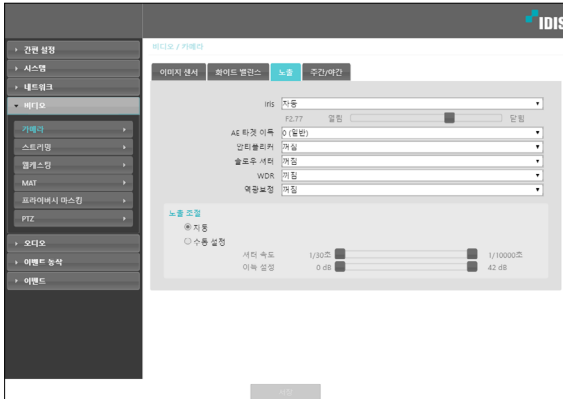 IDIS
비디오 / 카메라
간편 설정
시스템
네트워크
비디오
카메라
스트리밍
웹캐스팅
MAT
프라이버시 마스킹
PTZ
오디오
이벤트 동작
이벤트
이미지 센서 화이트 밸런스 노출 주간/야간
Iris 자동
F2.77 열림 닫힘
AE 타겟 이득 0 (일반)
안티플리커 꺼짐
슬로우 셔터 꺼짐
WDR 꺼짐
역광보정 꺼짐
노출 조절
자동
수동 설정
셔터 속도 1/30초 1/10000초
이득 설정 0 dB 42 dB
저장